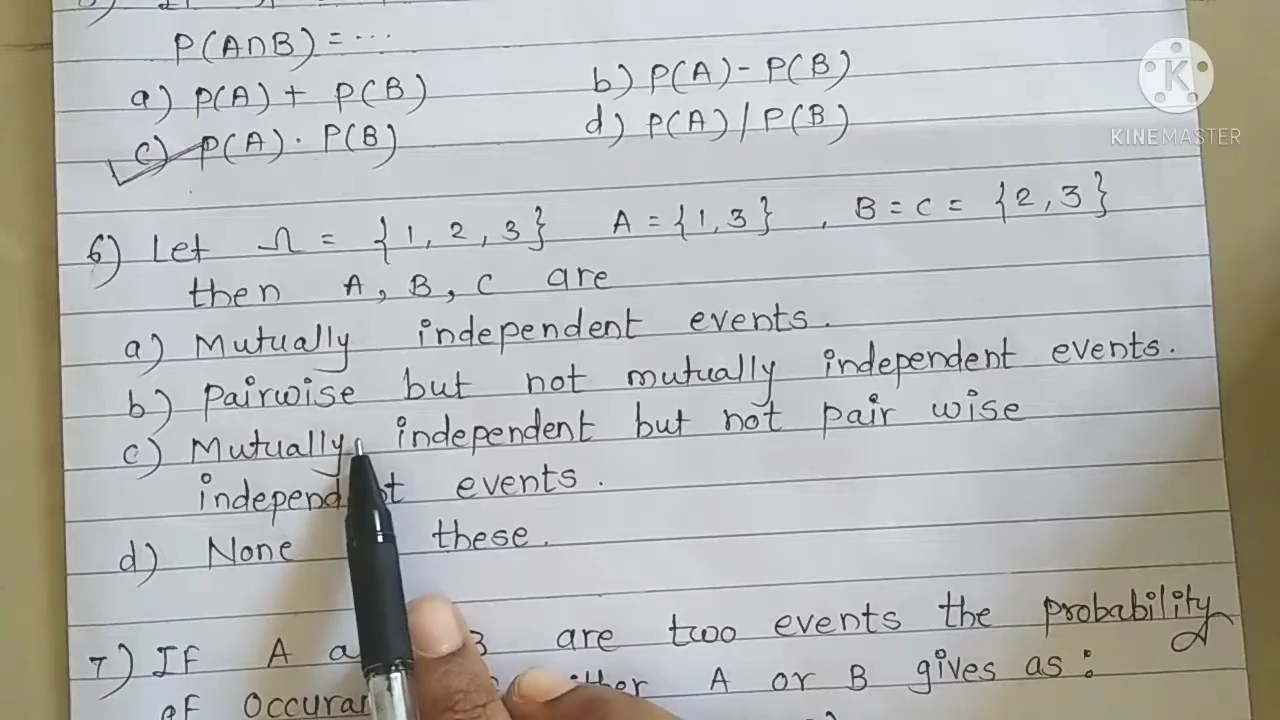 P(A∩B) = ...
a) P(A) + P(B)
b) P(A) - P(B)
c) P(A) . P(B)
d) P(A) / P(B)
K
KINEMASTER
6) Let Ω = {1, 2, 3} A = {1, 3} , B = C = {2, 3}
then A, B, C are
a) Mutually independent events.
b) Pairwise but not mutually independent events.
c) Mutually independent but not pair wise
independent events.
d) None these.
7) IF A B are two events the probability
of A or B gives as :